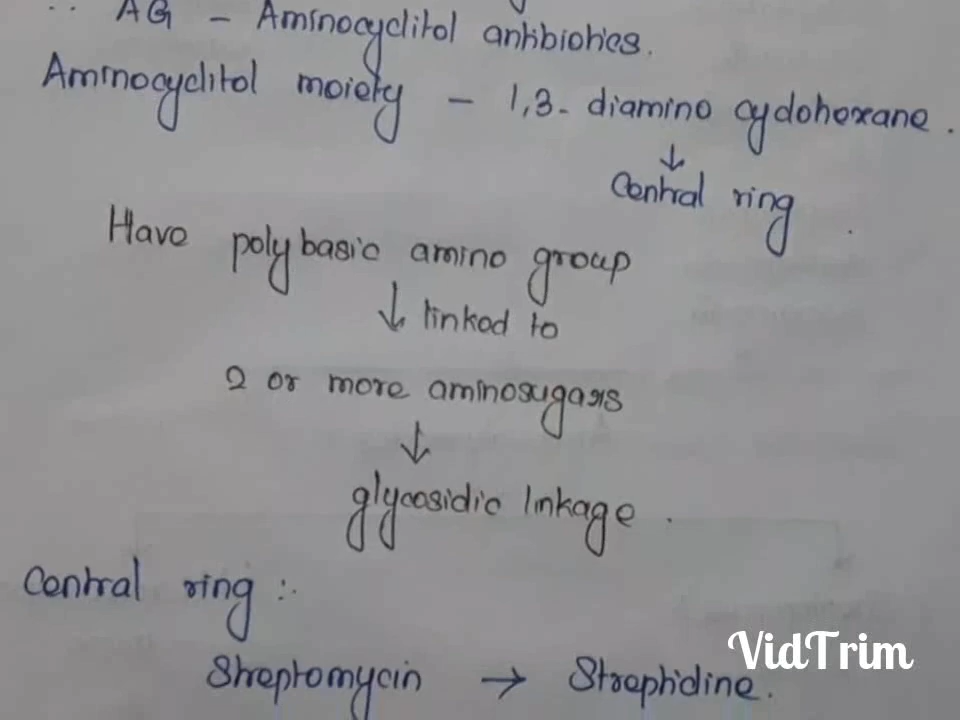 ∴ AG - Aminocyclitol antibiotics.
Aminocyclitol moiety - 1,3- diamino cyclohexane.
↓
Central ring
Have polybasic amino group
↓ linked to
2 or more aminosugars
↓
glycosidic linkage.
Central ring :-
Streptomycin → Streptidine.
VidTrim